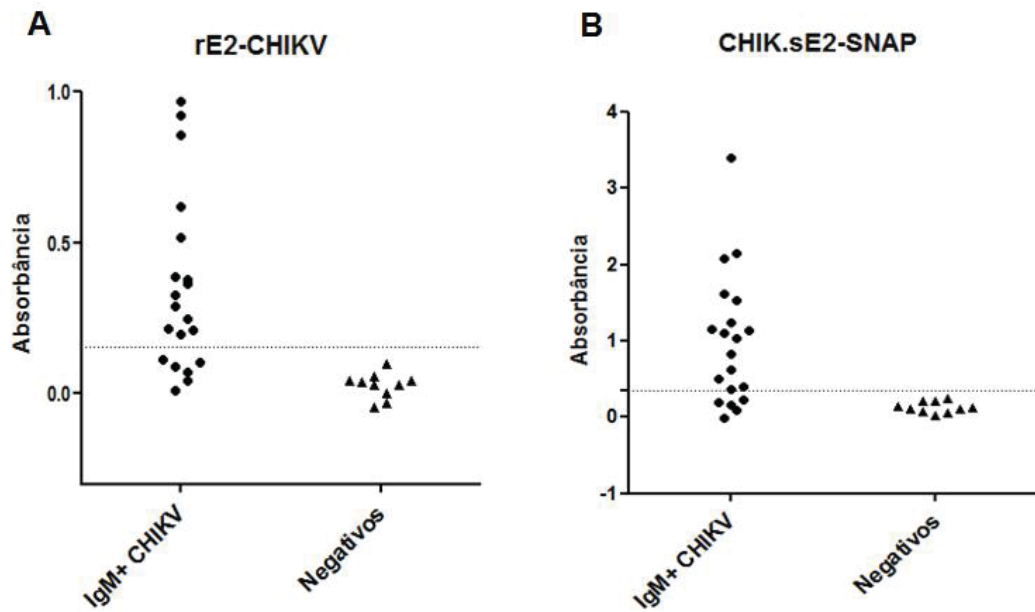 A
rE2-CHIKV
1.0
0.5
0.0
Absorbância
IgM+ CHIKV
Negativos
B
CHIK.sE2-SNAP
4
3
2
1
0
-1
Absorbância
IgM+ CHIKV
Negativos